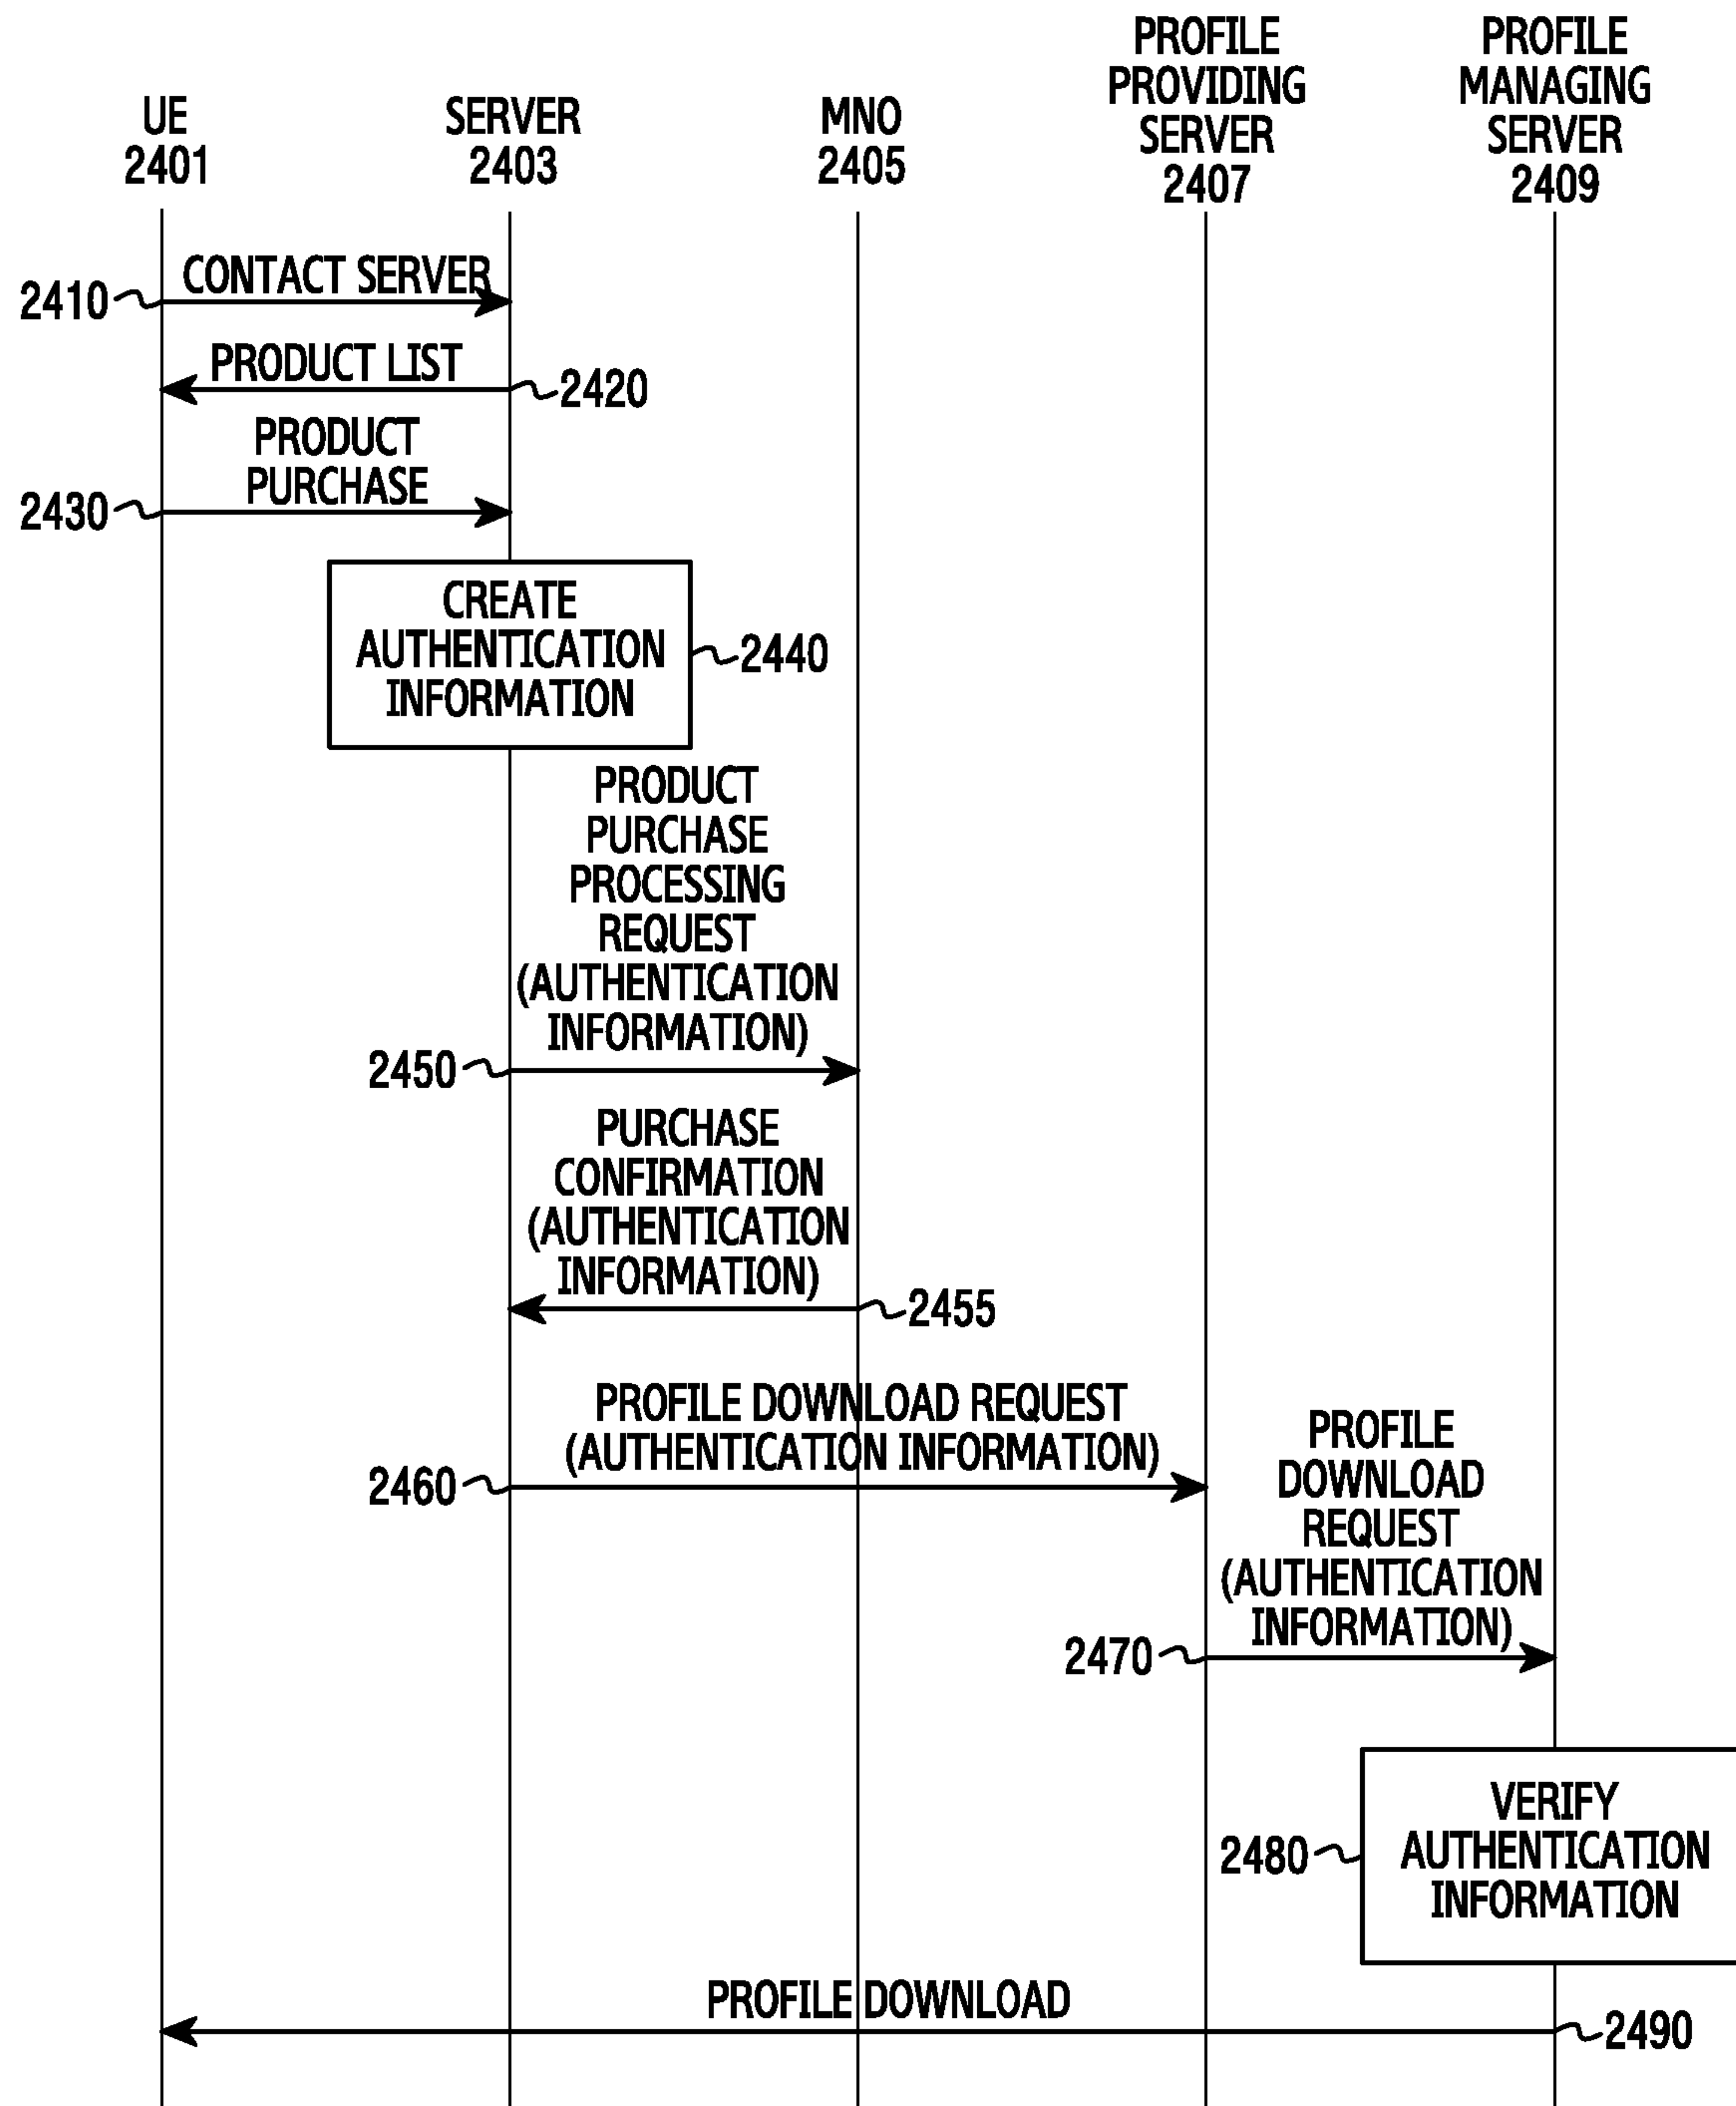 UE
2401
SERVER
2403
MNO
2405
PROFILE
PROVIDING
SERVER
2407
PROFILE
MANAGING
SERVER
2409
CONTACT SERVER
2410
PRODUCT LIST
2420
PRODUCT
PURCHASE
2430
CREATE
AUTHENTICATION
INFORMATION
2440
PRODUCT
PURCHASE
PROCESSING
REQUEST
(AUTHENTICATION
INFORMATION)
2450
PURCHASE
CONFIRMATION
(AUTHENTICATION
INFORMATION)
2455
PROFILE DOWNLOAD REQUEST
(AUTHENTICATION INFORMATION)
2460
PROFILE
DOWNLOAD
REQUEST
(AUTHENTICATION
INFORMATION)
2470
VERIFY
AUTHENTICATION
INFORMATION
2480
PROFILE DOWNLOAD
2490